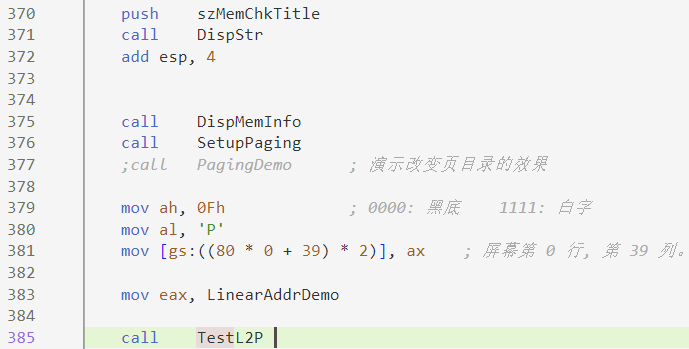 370 push szMemChkTitle
371 call DispStr
372 add esp, 4
373
374
375 call DispMemInfo
376 call SetupPaging
377 ;call PagingDemo ; 演示改变页目录的效果
378
379 mov ah, 0Fh ; 0000: 黑底 1111: 白字
380 mov al, 'P'
381 mov [gs:((80 * 0 + 39) * 2)], ax ; 屏幕第 0 行, 第 39 列。
382
383 mov eax, LinearAddrDemo
384
385 call TestL2P